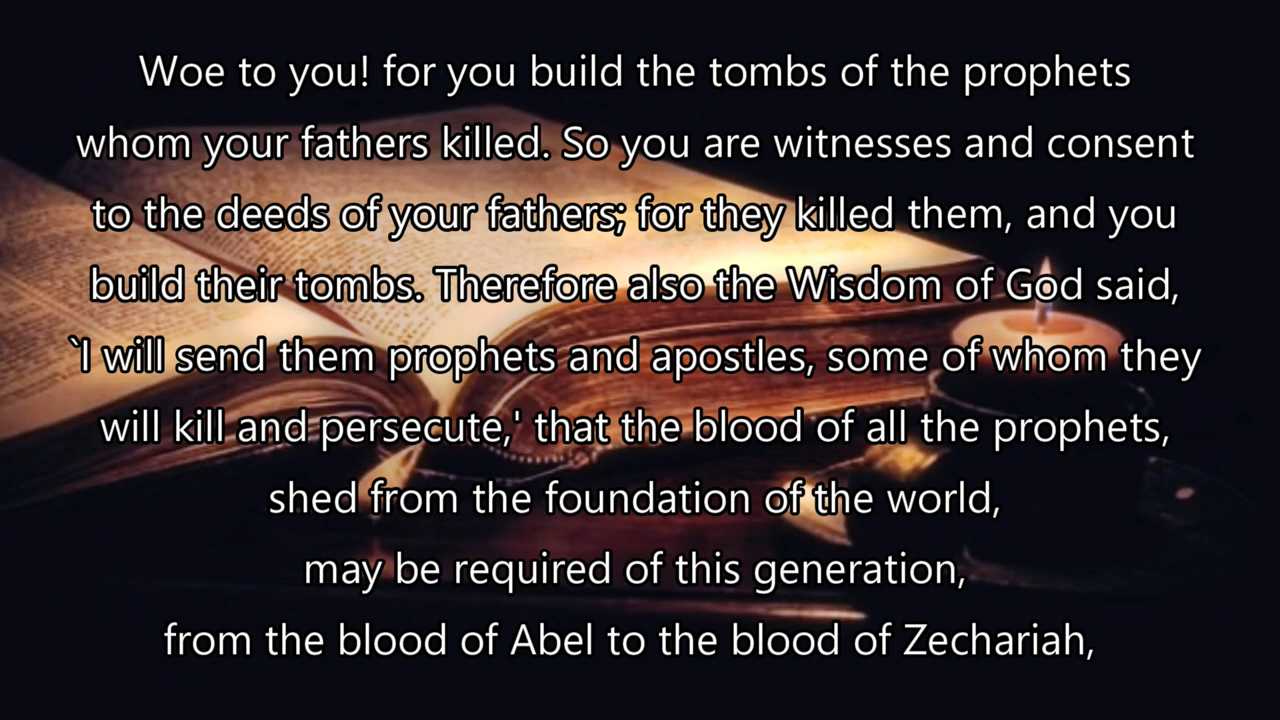 Woe to you! for you build the tombs of the prophets
whom your fathers killed. So you are witnesses and consent
to the deeds of your fathers; for they killed them, and you
build their tombs. Therefore also the Wisdom of God said,
`I will send them prophets and apostles, some of whom they
will kill and persecute,' that the blood of all the prophets,
shed from the foundation of the world,
may be required of this generation,
from the blood of Abel to the blood of Zechariah,